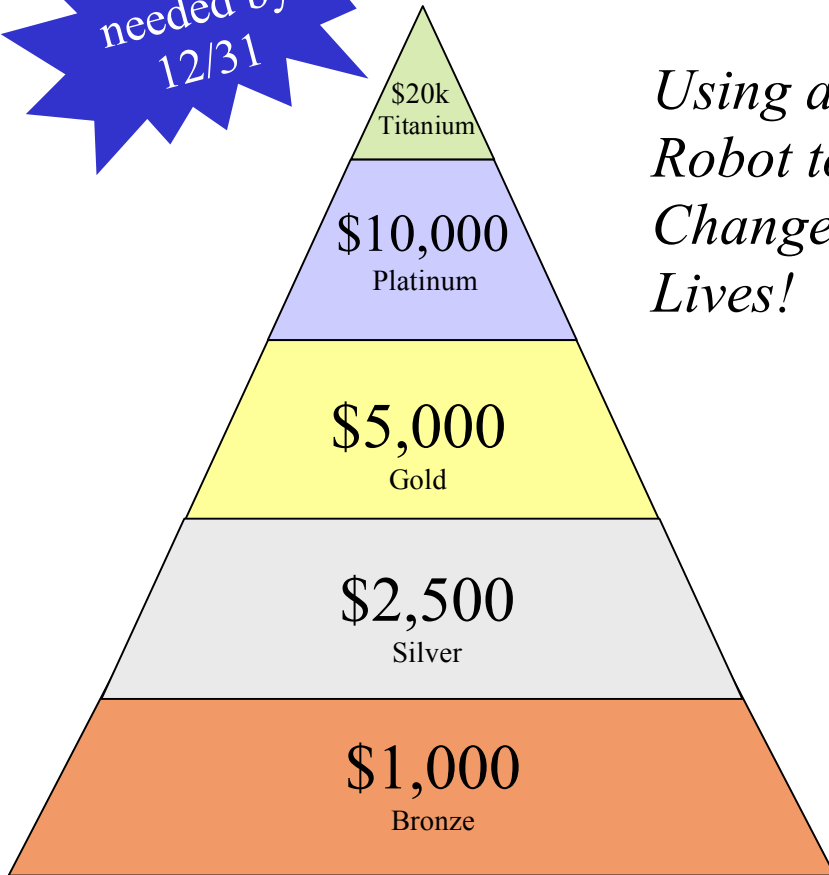 needed by
12/31
$20k
Titanium
Using a
Robot to
Change
Lives!
$10,000
Platinum
$5,000
Gold
$2,500
Silver
$1,000
Bronze